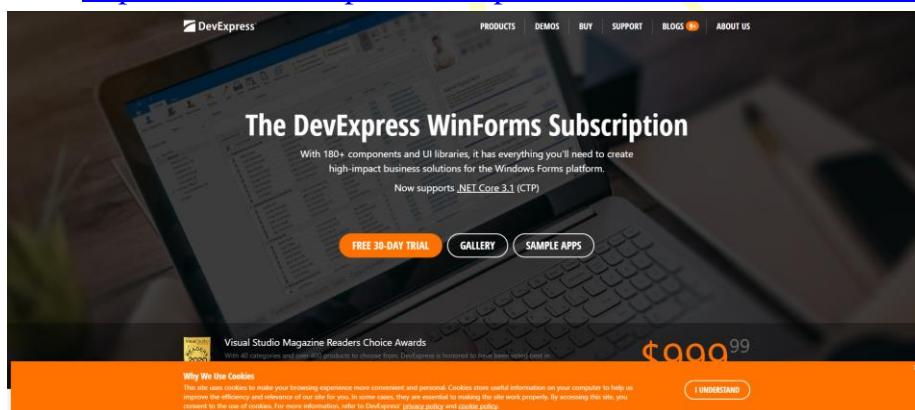 DevExpress
PRODUCTS DEMOS BUY SUPPORT BLOGS ABOUT US
The DevExpress WinForms Subscription
With 180+ components and UI libraries, it has everything you'll need to create
high-impact business solutions for the Windows Forms platform.
Now supports .NET Core 3.1 (CTP)
FREE 30-DAY TRIAL GALLERY SAMPLE APPS
Visual Studio Magazine Readers Choice Awards
With 40 categories and over 400 products to choose from, DevExpress is honored to have been voted best in
$999.99
Why We Use Cookies
This site uses cookies to make your browsing experience more convenient and personal. Cookies store useful information on your computer to help us
improve the efficiency and relevance of our site for you. In some cases, they are essential to making the site work properly. By accessing this site, you
consent to the use of cookies. For more information, refer to DevExpress' privacy policy and cookie policy.
I UNDERSTAND